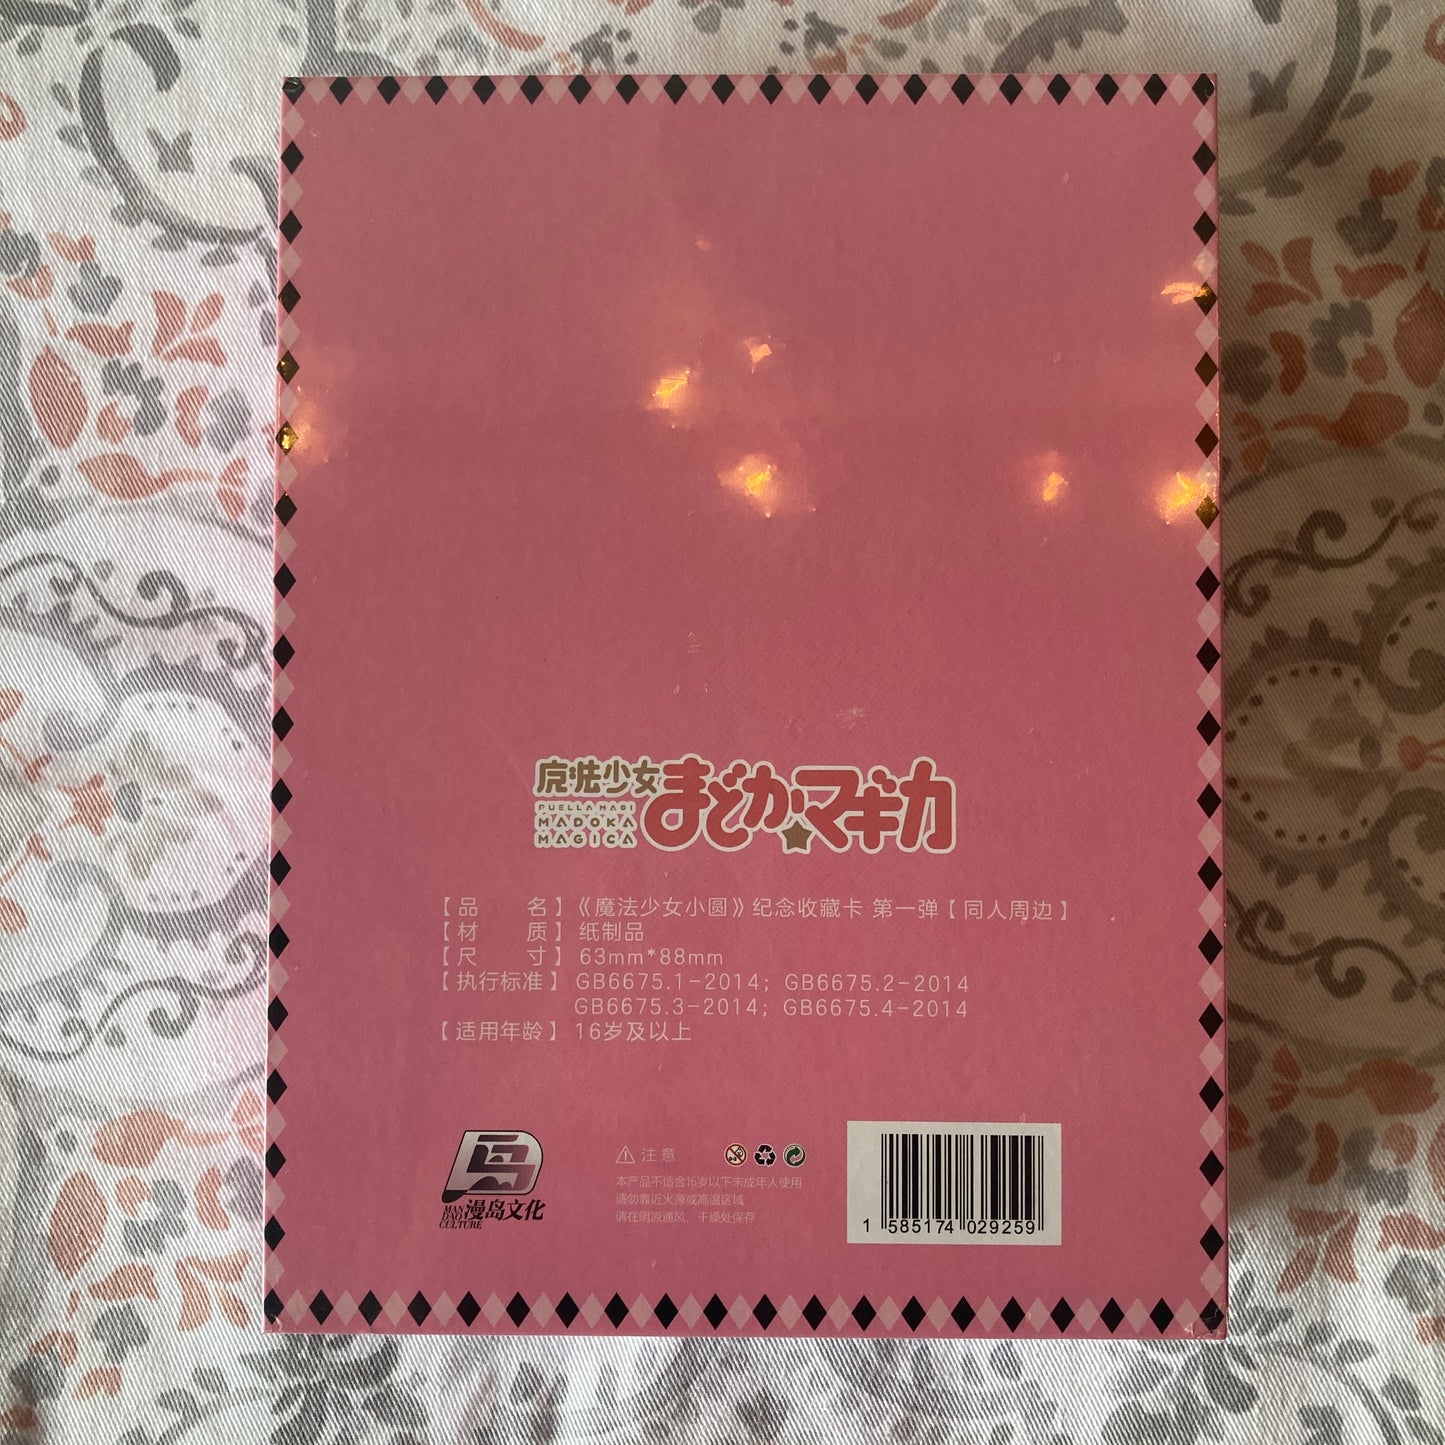 魔法少女
まどか☆マギカ
PUELLA MAGI
MADOKA
MAGICA
【品 名】《魔法少女小圆》纪念收藏卡 第一弹【同人周边】
【材 质】纸制品
【尺 寸】63mm*88mm
【执行标准】GB6675.1-2014; GB6675.2-2014
GB6675.3-2014; GB6675.4-2014
【适用年龄】16岁及以上
MAN
DAO
CULTURE
漫岛文化
注意
本产品不适合16岁以下未成年人使用
请勿靠近火源或高温区域
请在阴凉通风、干燥处保存
1 585174 029259